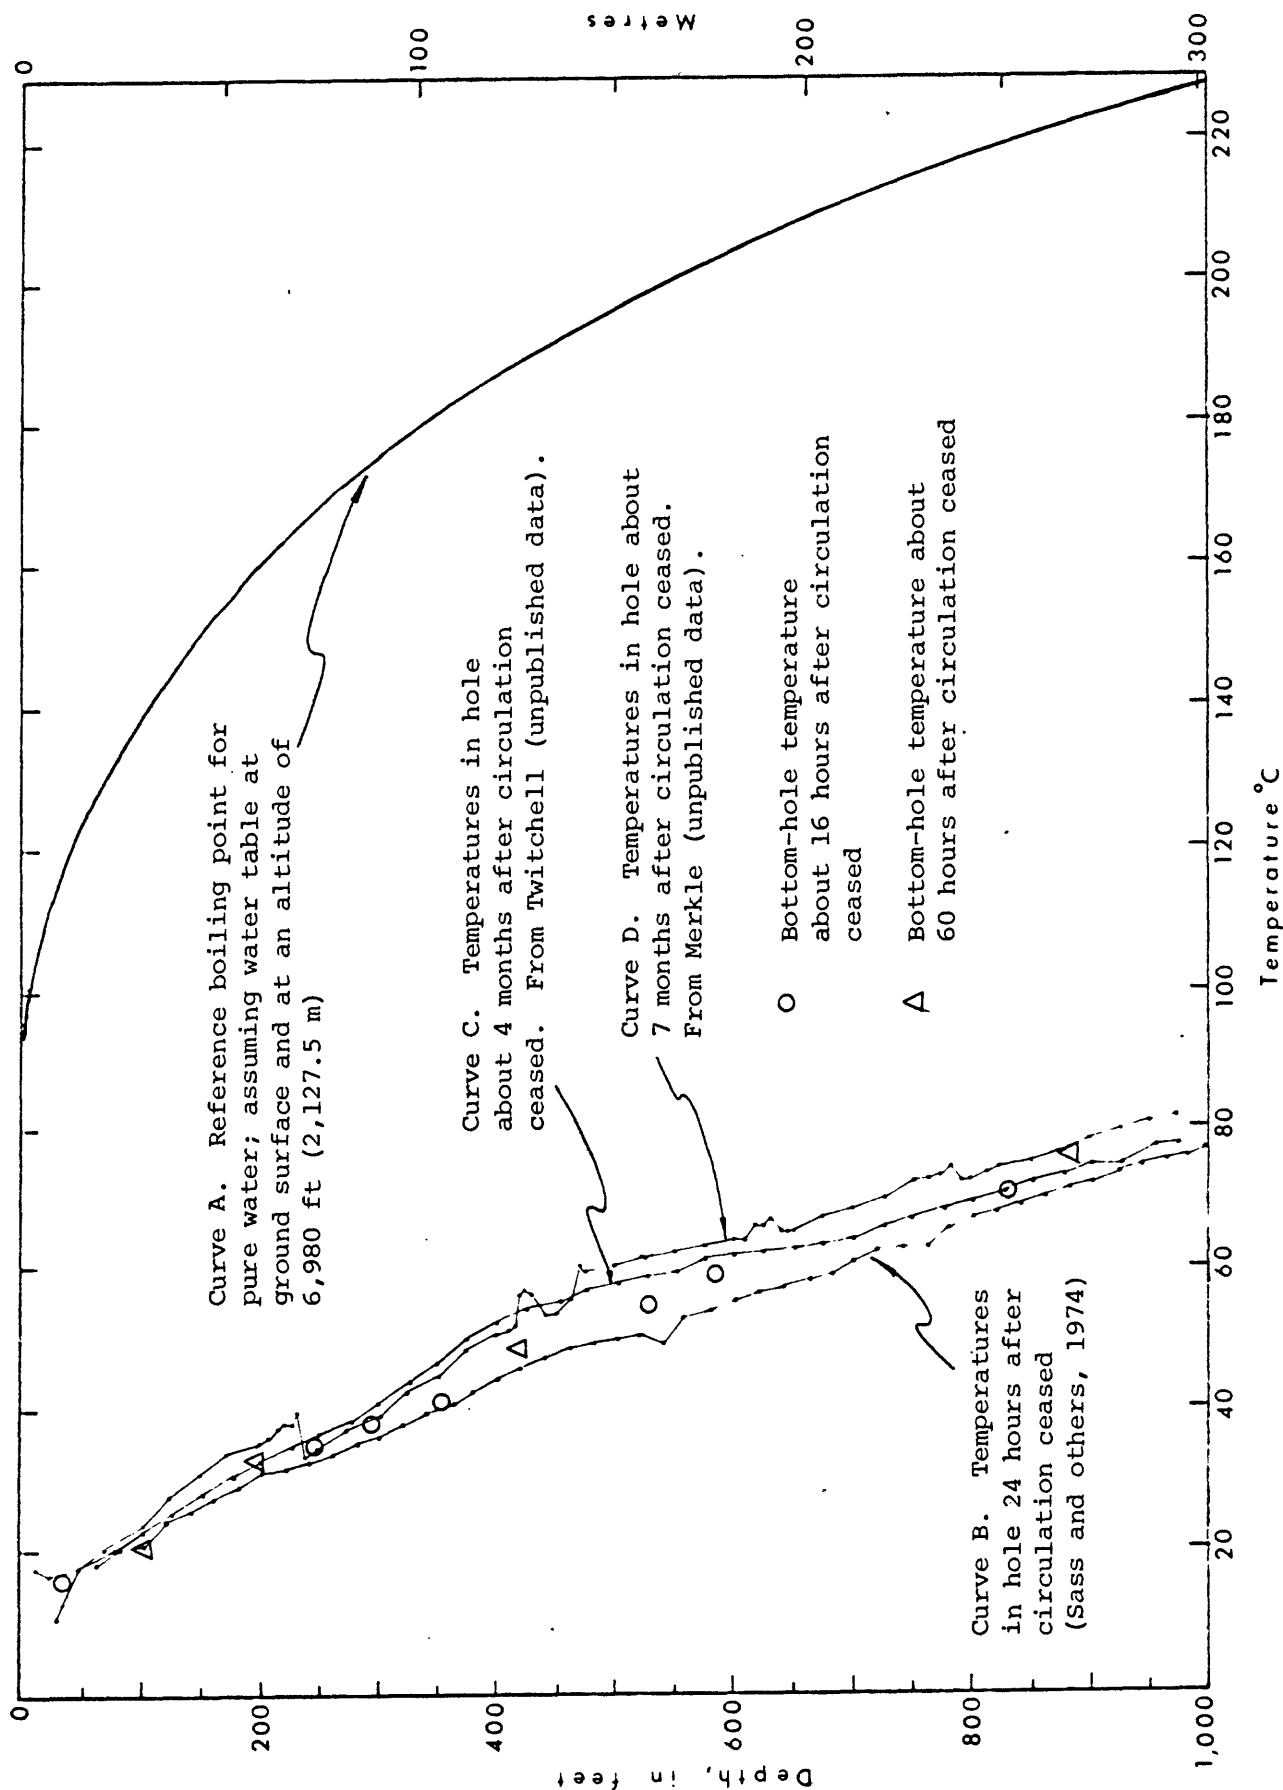 0
100
200
300
Metres
Curve A. Reference boiling point for
pure water; assuming water table at
ground surface and at an altitude of
6,980 ft (2,127.5 m)
Curve C. Temperatures in hole
about 4 months after circulation
ceased. From Twitchell (unpublished data).
Curve D. Temperatures in hole about
7 months after circulation ceased.
From Merkle (unpublished data).
Bottom-hole temperature
about 16 hours after circulation
ceased
Bottom-hole temperature about
60 hours after circulation ceased
Curve B. Temperatures
in hole 24 hours after
circulation ceased
(Sass and others, 1974)
0
200
400
600
800
1,000
Depth, in feet
20
40
60
80
100
120
140
160
180
200
220
Temperature °C